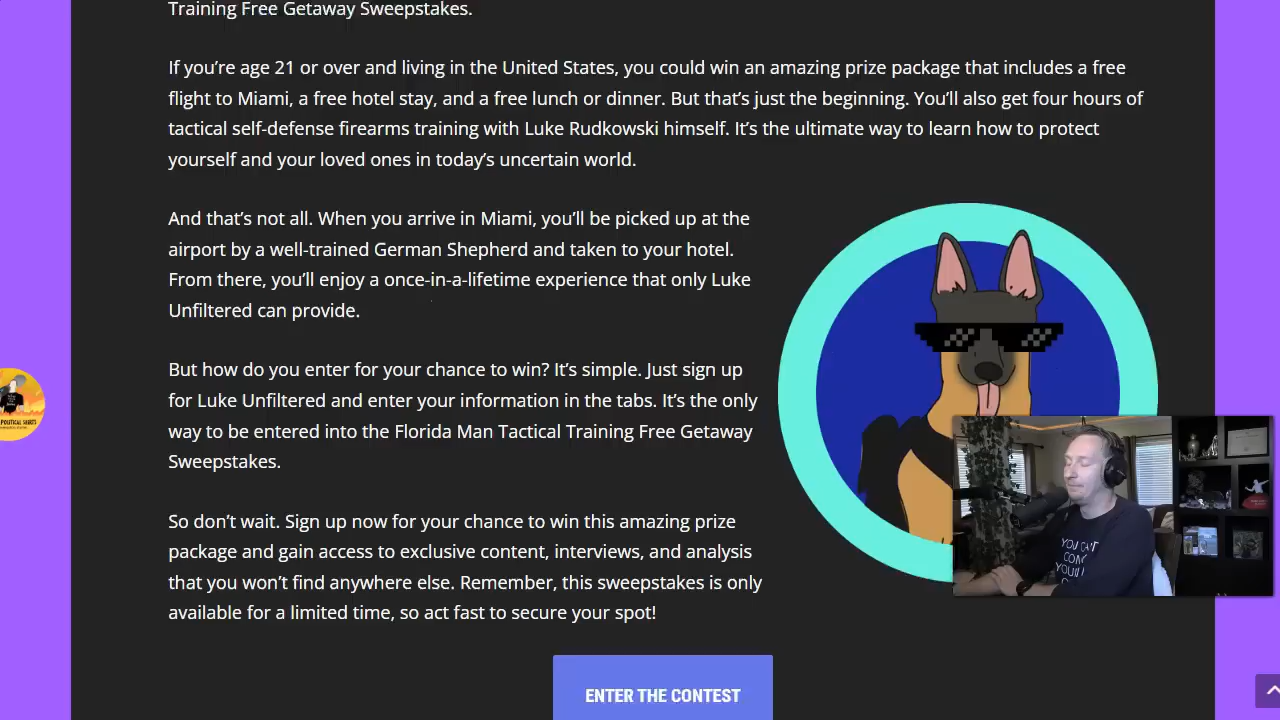 Training Free Getaway Sweepstakes.
If you're age 21 or over and living in the United States, you could win an amazing prize package that includes a free
flight to Miami, a free hotel stay, and a free lunch or dinner. But that's just the beginning. You'll also get four hours of
tactical self-defense firearms training with Luke Rudkowski himself. It's the ultimate way to learn how to protect
yourself and your loved ones in today's uncertain world.
And that's not all. When you arrive in Miami, you'll be picked up at the
airport by a well-trained German Shepherd and taken to your hotel.
From there, you'll enjoy a once-in-a-lifetime experience that only Luke
Unfiltered can provide.
But how do you enter for your chance to win? It's simple. Just sign up
for Luke Unfiltered and enter your information in the tabs. It's the only
way to be entered into the Florida Man Tactical Training Free Getaway
Sweepstakes.
So don't wait. Sign up now for your chance to win this amazing prize
package and gain access to exclusive content, interviews, and analysis
that you won't find anywhere else. Remember, this sweepstakes is only
available for a limited time, so act fast to secure your spot!
ENTER THE CONTEST